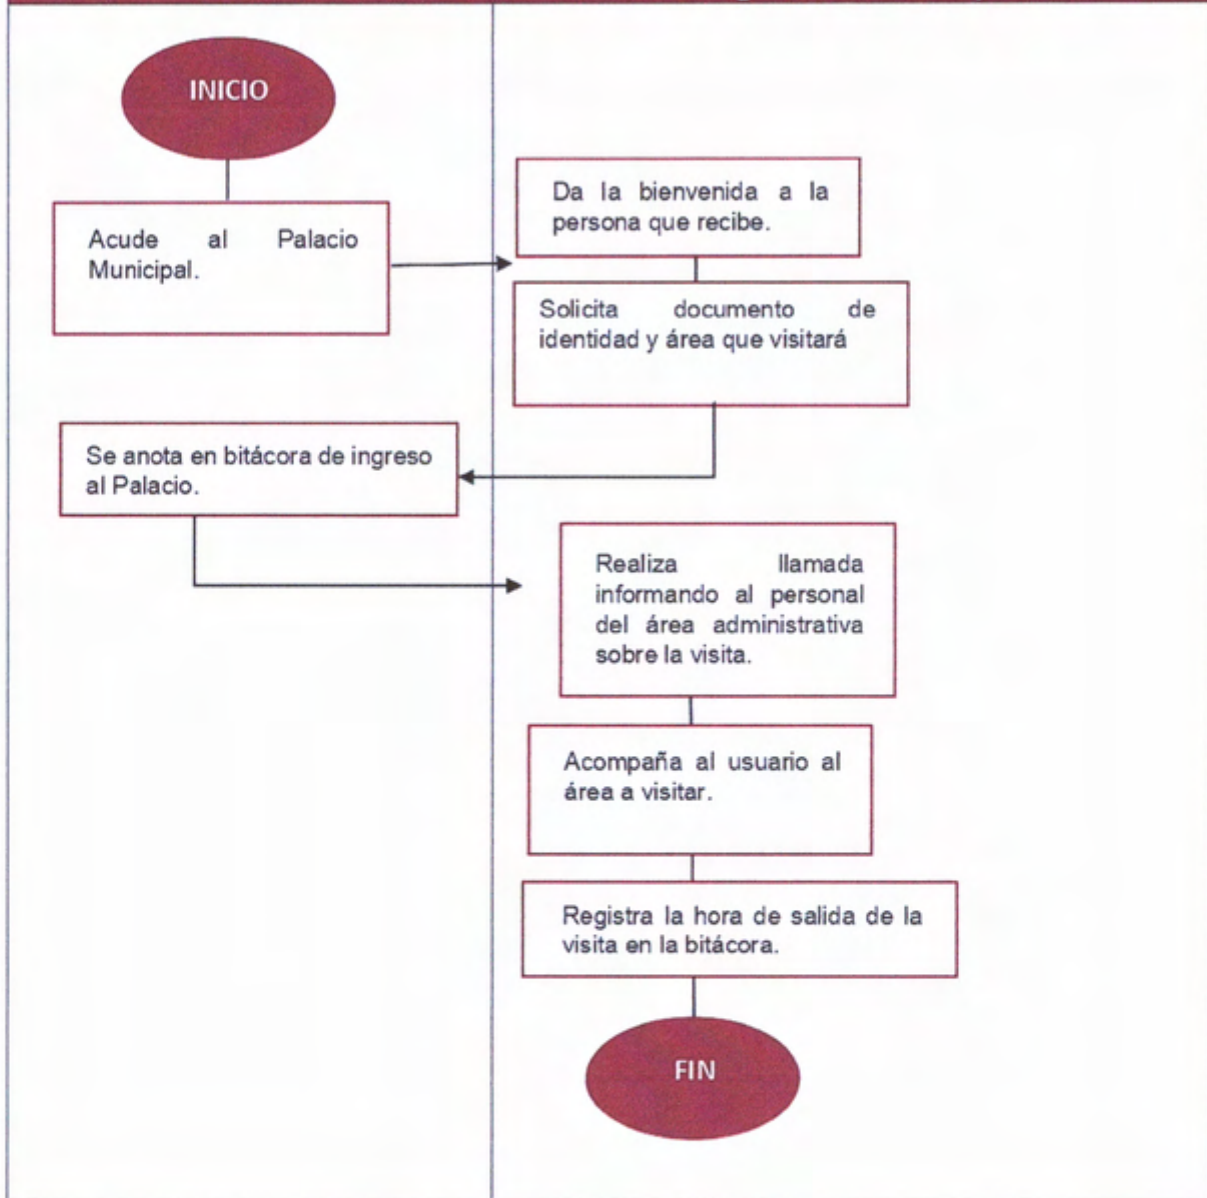 INICIO
Acude al Palacio
Municipal.
Da la bienvenida a la
persona que recibe.
Solicita documento de
identidad y área que visitará
Se anota en bitácora de ingreso
al Palacio.
Realiza llamada
informando al personal
del área administrativa
sobre la visita.
Acompaña al usuario al
área a visitar.
Registra la hora de salida de la
visita en la bitácora.
FIN